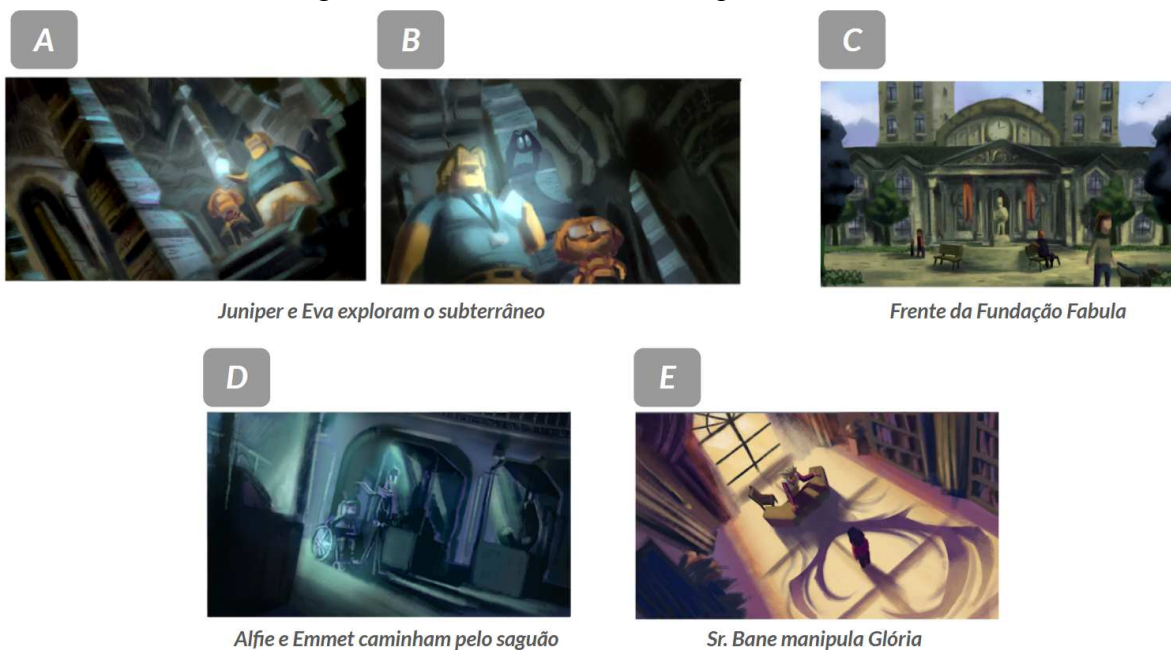 A
B
C
Juniper e Eva exploram o subterrâneo
Frente da Fundação Fabula
D
E
Alfie e Emmet caminham pelo saguão
Sr. Bane manipula Glória